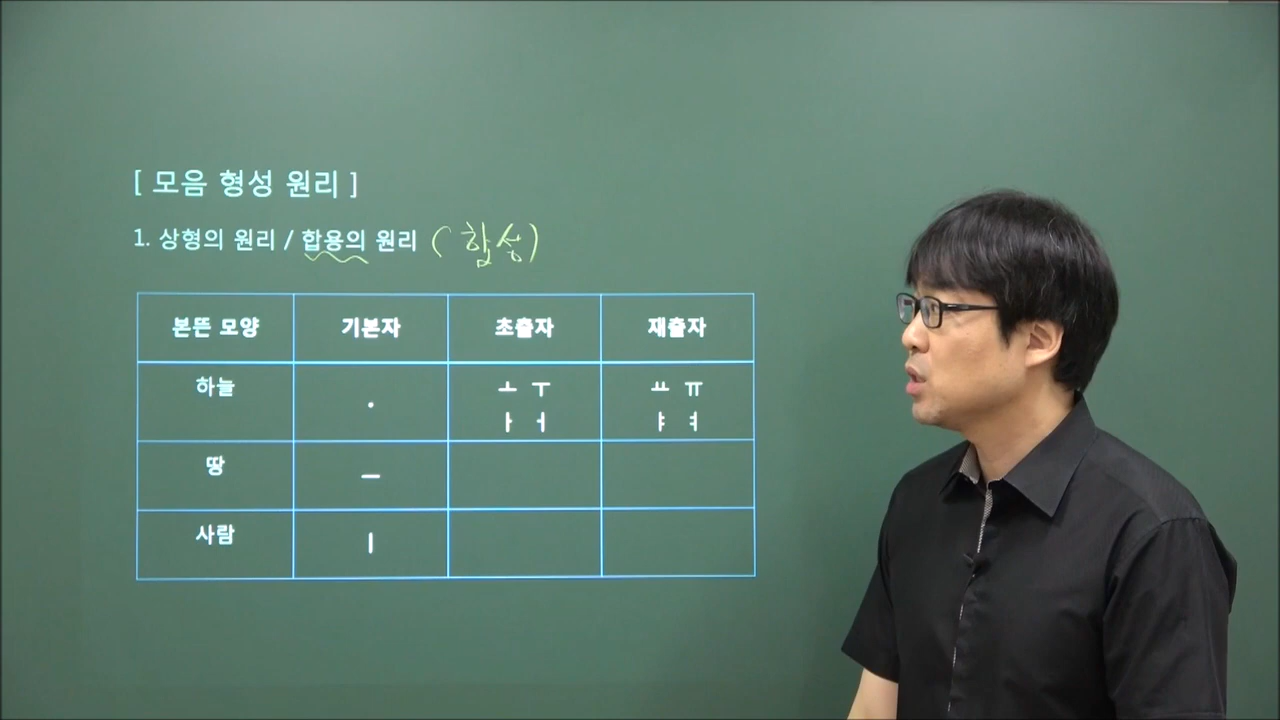 [ 모음 형성 원리 ]
1. 상형의 원리 / 합용의 원리 (합성)
본뜬 모양 기본자 초출자 재출자
하늘 · ㅗ ㅜ ㅛ ㅠ
ㅏ ㅓ ㅑ ㅕ
땅 ㅡ
사람 ㅣ